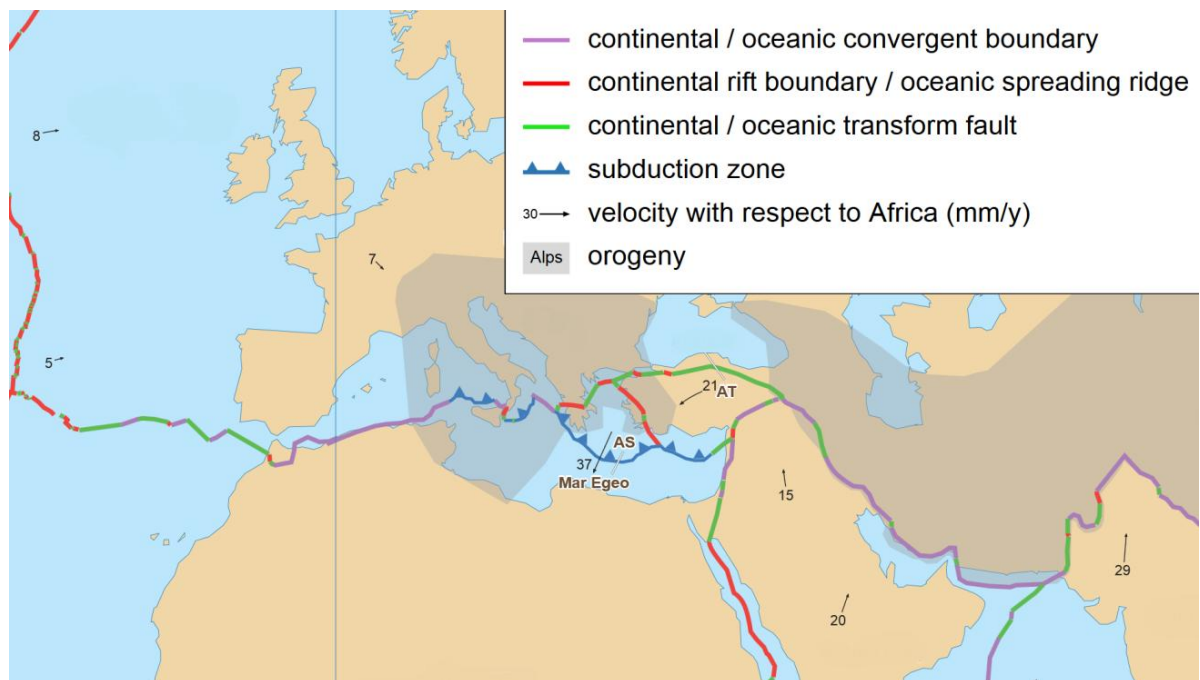 continental / oceanic convergent boundary
continental rift boundary / oceanic spreading ridge
continental / oceanic transform fault
subduction zone
30 velocity with respect to Africa (mm/y)
Alps orogeny
8
7
5
21 AT
AS
37
Mar Egeo
15
29
20